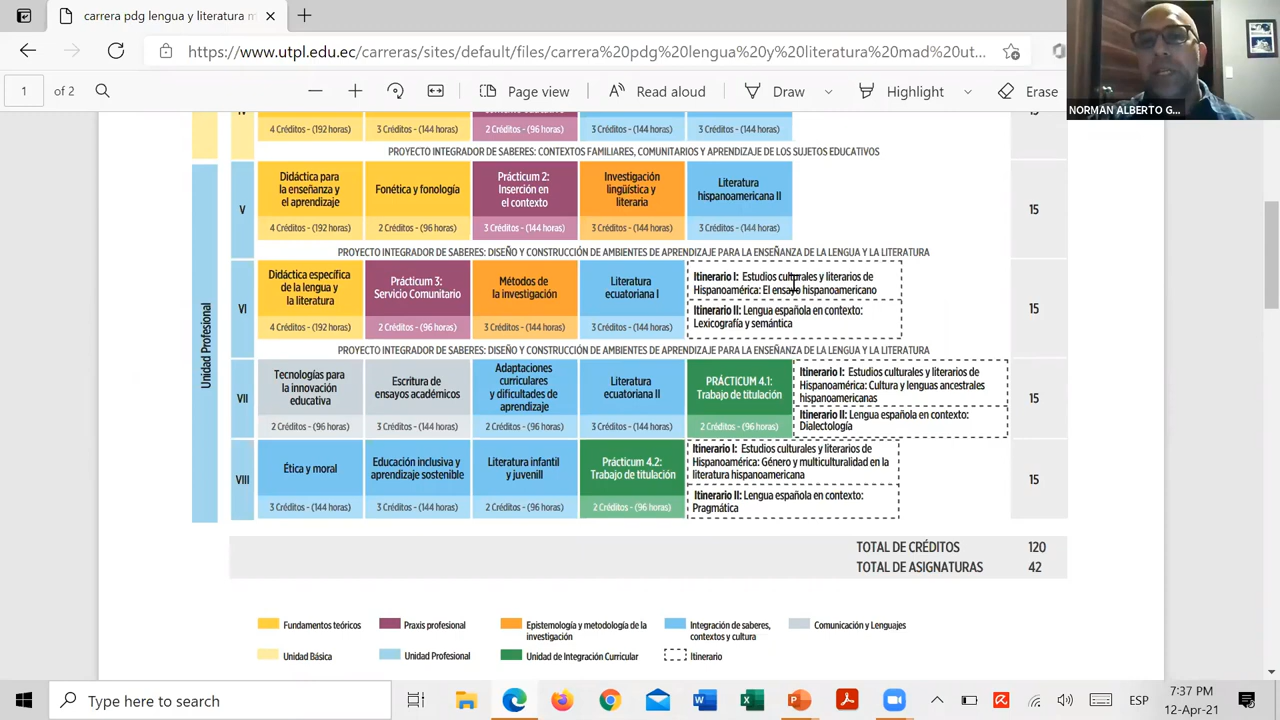 carrera pdg lengua y literatura m
https://www.utpl.edu.ec/carreras/sites/default/files/carrera%20pdg%20lengua%20y%20literatura%20mad%20ut...
NORMAN ALBERTO G...
1 of 2
Page view
Read aloud
Draw
Highlight
Erase
4 Créditos - (192 horas)
3 Créditos - (144 horas)
2 Créditos - (96 horas)
3 Créditos - (144 horas)
3 Créditos - (144 horas)
PROYECTO INTEGRADOR DE SABERES: CONTEXTOS FAMILIARES, COMUNITARIOS Y APRENDIZAJE DE LOS SUJETOS EDUCATIVOS
Unidad Profesional
V
Didáctica para
la enseñanza y
el aprendizaje
4 Créditos - (192 horas)
Fonética y fonología
2 Créditos - (96 horas)
Prácticum 2:
Inserción en
el contexto
3 Créditos - (144 horas)
Investigación
lingüística y
literaria
3 Créditos - (144 horas)
Literatura
hispanoamericana II
3 Créditos - (144 horas)
15
PROYECTO INTEGRADOR DE SABERES: DISEÑO Y CONSTRUCCIÓN DE AMBIENTES DE APRENDIZAJE PARA LA ENSEÑANZA DE LA LENGUA Y LA LITERATURA
VI
Didáctica específica
de la lengua y
la literatura
4 Créditos - (192 horas)
Prácticum 3:
Servicio Comunitario
2 Créditos - (96 horas)
Métodos de
la investigación
3 Créditos - (144 horas)
Literatura
ecuatoriana I
3 Créditos - (144 horas)
Itinerario I: Estudios culturales y literarios de
Hispanoamérica: El ensayo hispanoamericano
Itinerario II: Lengua española en contexto:
Lexicografía y semántica
15
PROYECTO INTEGRADOR DE SABERES: DISEÑO Y CONSTRUCCIÓN DE AMBIENTES DE APRENDIZAJE PARA LA ENSEÑANZA DE LA LENGUA Y LA LITERATURA
VII
Tecnologías para
la innovación
educativa
2 Créditos - (96 horas)
Escritura de
ensayos académicos
3 Créditos - (144 horas)
Adaptaciones
curriculares
y dificultades de
aprendizaje
2 Créditos - (96 horas)
Literatura
ecuatoriana II
3 Créditos - (144 horas)
PRÁCTICUM 4.1:
Trabajo de titulación
2 Créditos - (96 horas)
Itinerario I: Estudios culturales y literarios de
Hispanoamérica: Cultura y lenguas ancestrales
hispanoamericanas
Itinerario II: Lengua española en contexto:
Dialectología
15
VIII
Ética y moral
3 Créditos - (144 horas)
Educación inclusiva y
aprendizaje sostenible
3 Créditos - (144 horas)
Literatura infantil
y juvenill
2 Créditos - (96 horas)
Prácticum 4.2:
Trabajo de titulación
2 Créditos - (96 horas)
Itinerario I: Estudios culturales y literarios de
Hispanoamérica: Género y multiculturalidad en la
literatura hispanoamericana
Itinerario II: Lengua española en contexto:
Pragmática
15
TOTAL DE CRÉDITOS 120
TOTAL DE ASIGNATURAS 42
Fundamentos teóricos
Praxis profesional
Epistemología y metodología de la
investigación
Integración de saberes,
contextos y cultura
Comunicación y Lenguajes
Unidad Básica
Unidad Profesional
Unidad de Integración Curricular
Itinerario
Type here to search
ESP
7:37 PM
12-Apr-21